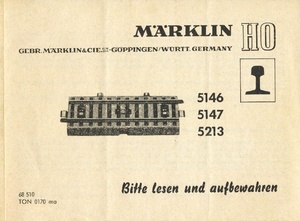 MÄRKLIN HO
GEBR. MÄRKLIN & CIE. GÖPPINGEN/WÜRTT. GERMANY
5146
5147
5213
68 510
TON 0170 ma
Bitte lesen und aufbewahren